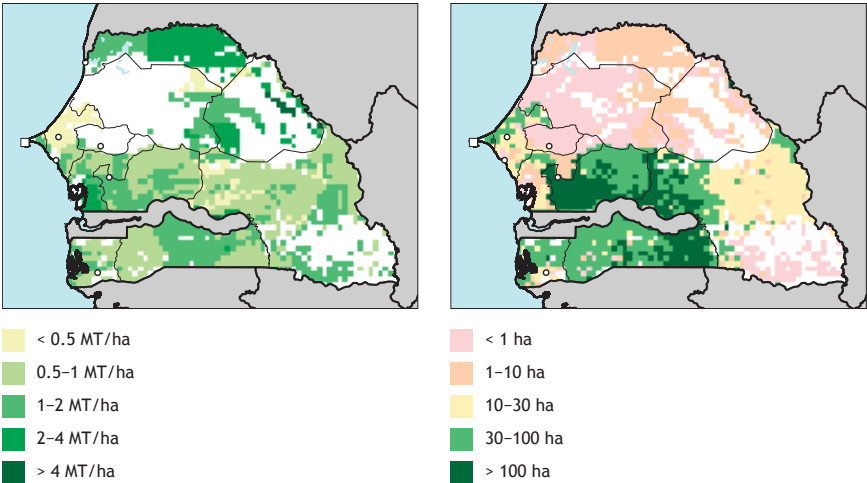 < 0.5 MT/ha
0.5–1 MT/ha
1–2 MT/ha
2–4 MT/ha
> 4 MT/ha
< 1 ha
1–10 ha
10–30 ha
30–100 ha
> 100 ha